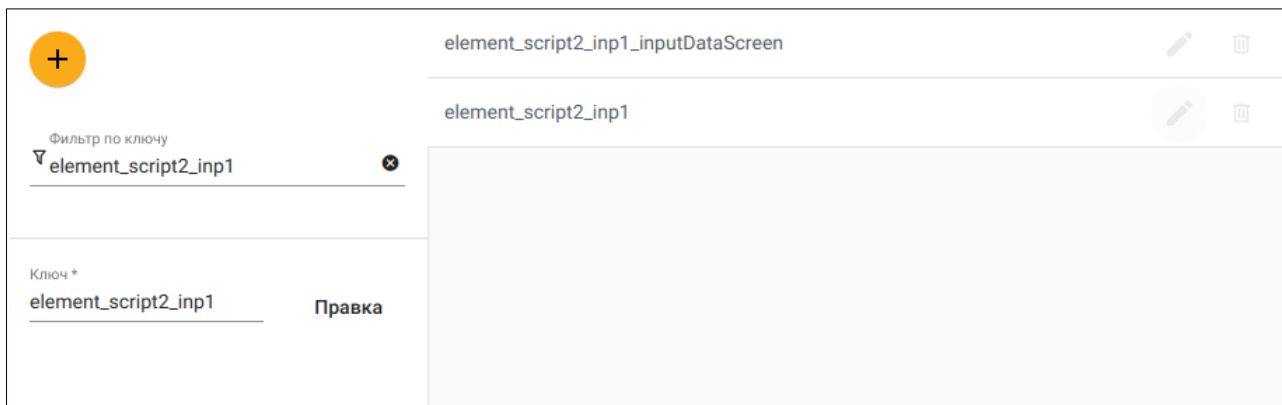 Фильтр по ключу
element_script2_inp1
Ключ *
element_script2_inp1
Правка
element_script2_inp1_inputDataScreen
element_script2_inp1